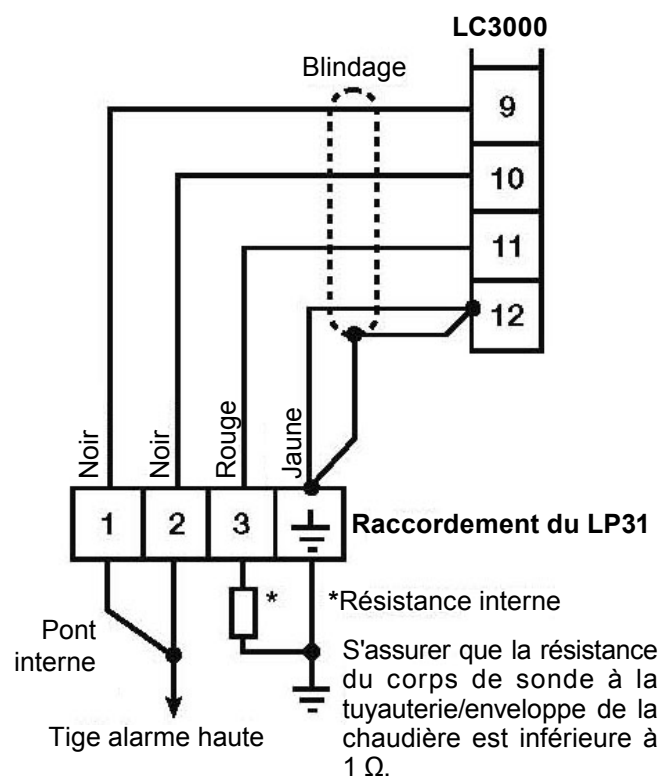 LC3000
Blindage
9
10
11
12
Noir
Noir
Rouge
Jaune
1
2
3
Raccordement du LP31
*
*Résistance interne
Pont
interne
Tige alarme haute
S'assurer que la résistance
du corps de sonde à la
tuyauterie/enveloppe de la
chaudière est inférieure à
1 Ω.